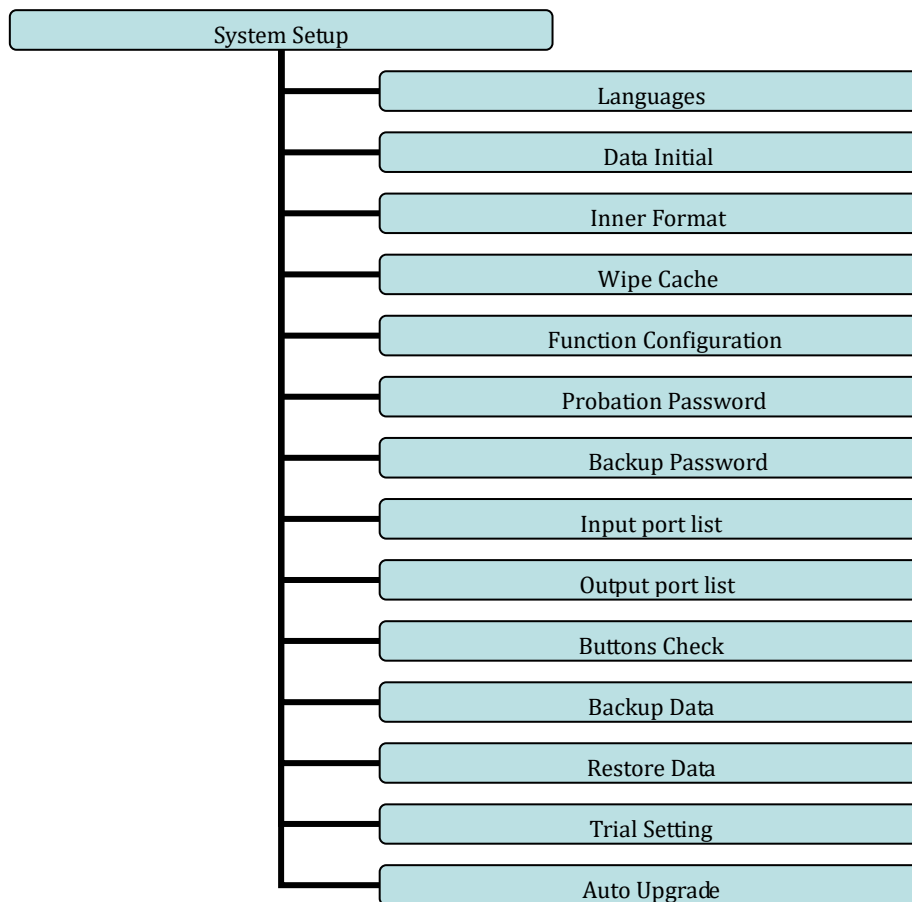 System Setup
Languages
Data Initial
Inner Format
Wipe Cache
Function Configuration
Probation Password
Backup Password
Input port list
Output port list
Buttons Check
Backup Data
Restore Data
Trial Setting
Auto Upgrade